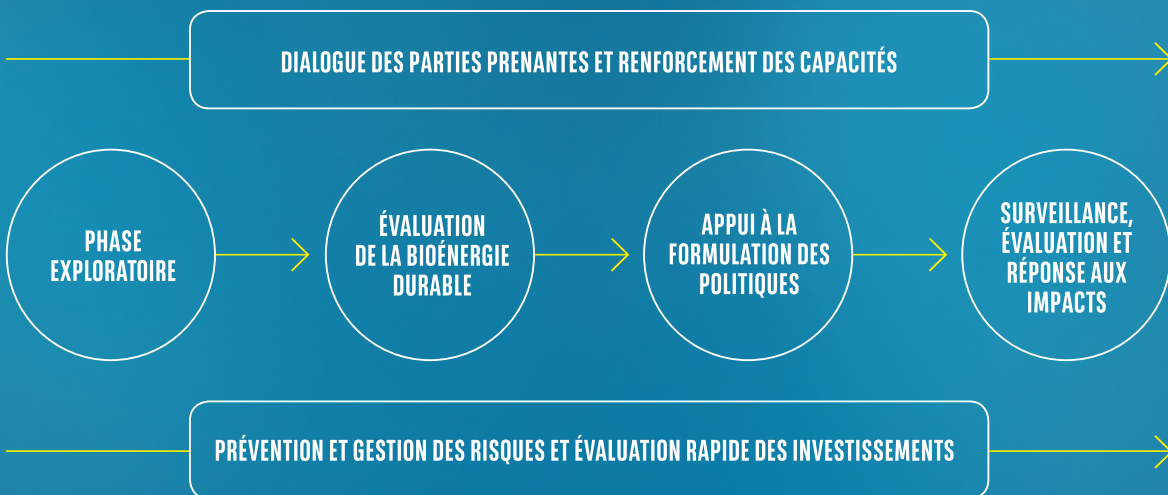 DIALOGUE DES PARTIES PRENANTES ET RENFORCEMENT DES CAPACITÉS
PHASE
EXPLORATOIRE
ÉVALUATION
DE LA BIOÉNERGIE
DURABLE
APPUI À LA
FORMULATION DES
POLITIQUES
SURVEILLANCE,
ÉVALUATION ET
RÉPONSE AUX
IMPACTS
PRÉVENTION ET GESTION DES RISQUES ET ÉVALUATION RAPIDE DES INVESTISSEMENTS